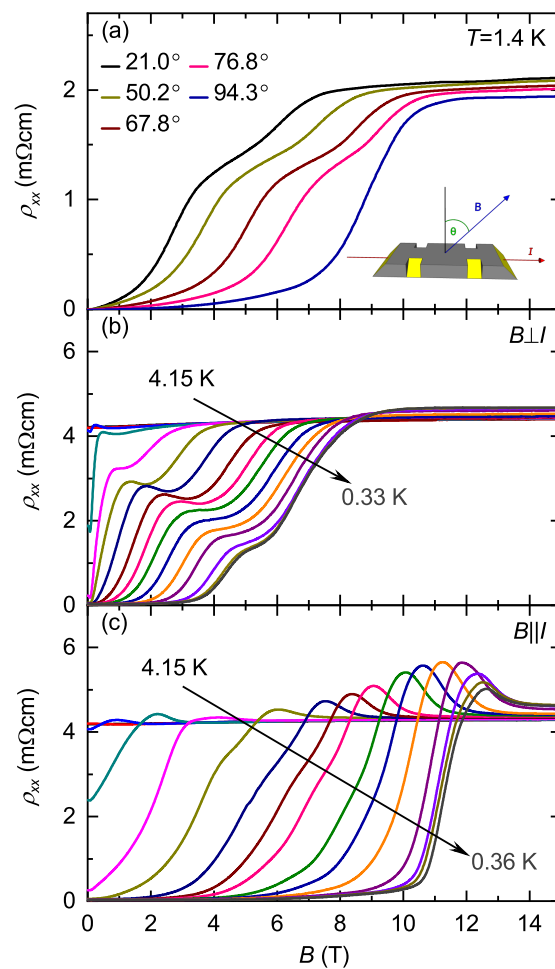 (a)
T=1.4 K
21.0° 76.8°
50.2° 94.3°
67.8°
ρxx (mΩcm)
2
1
0
B
θ
I
(b)
B⊥I
4.15 K
0.33 K
ρxx (mΩcm)
6
4
2
0
(c)
B||I
4.15 K
0.36 K
ρxx (mΩcm)
6
4
2
0
0 2 4 6 8 10 12 14
B (T)